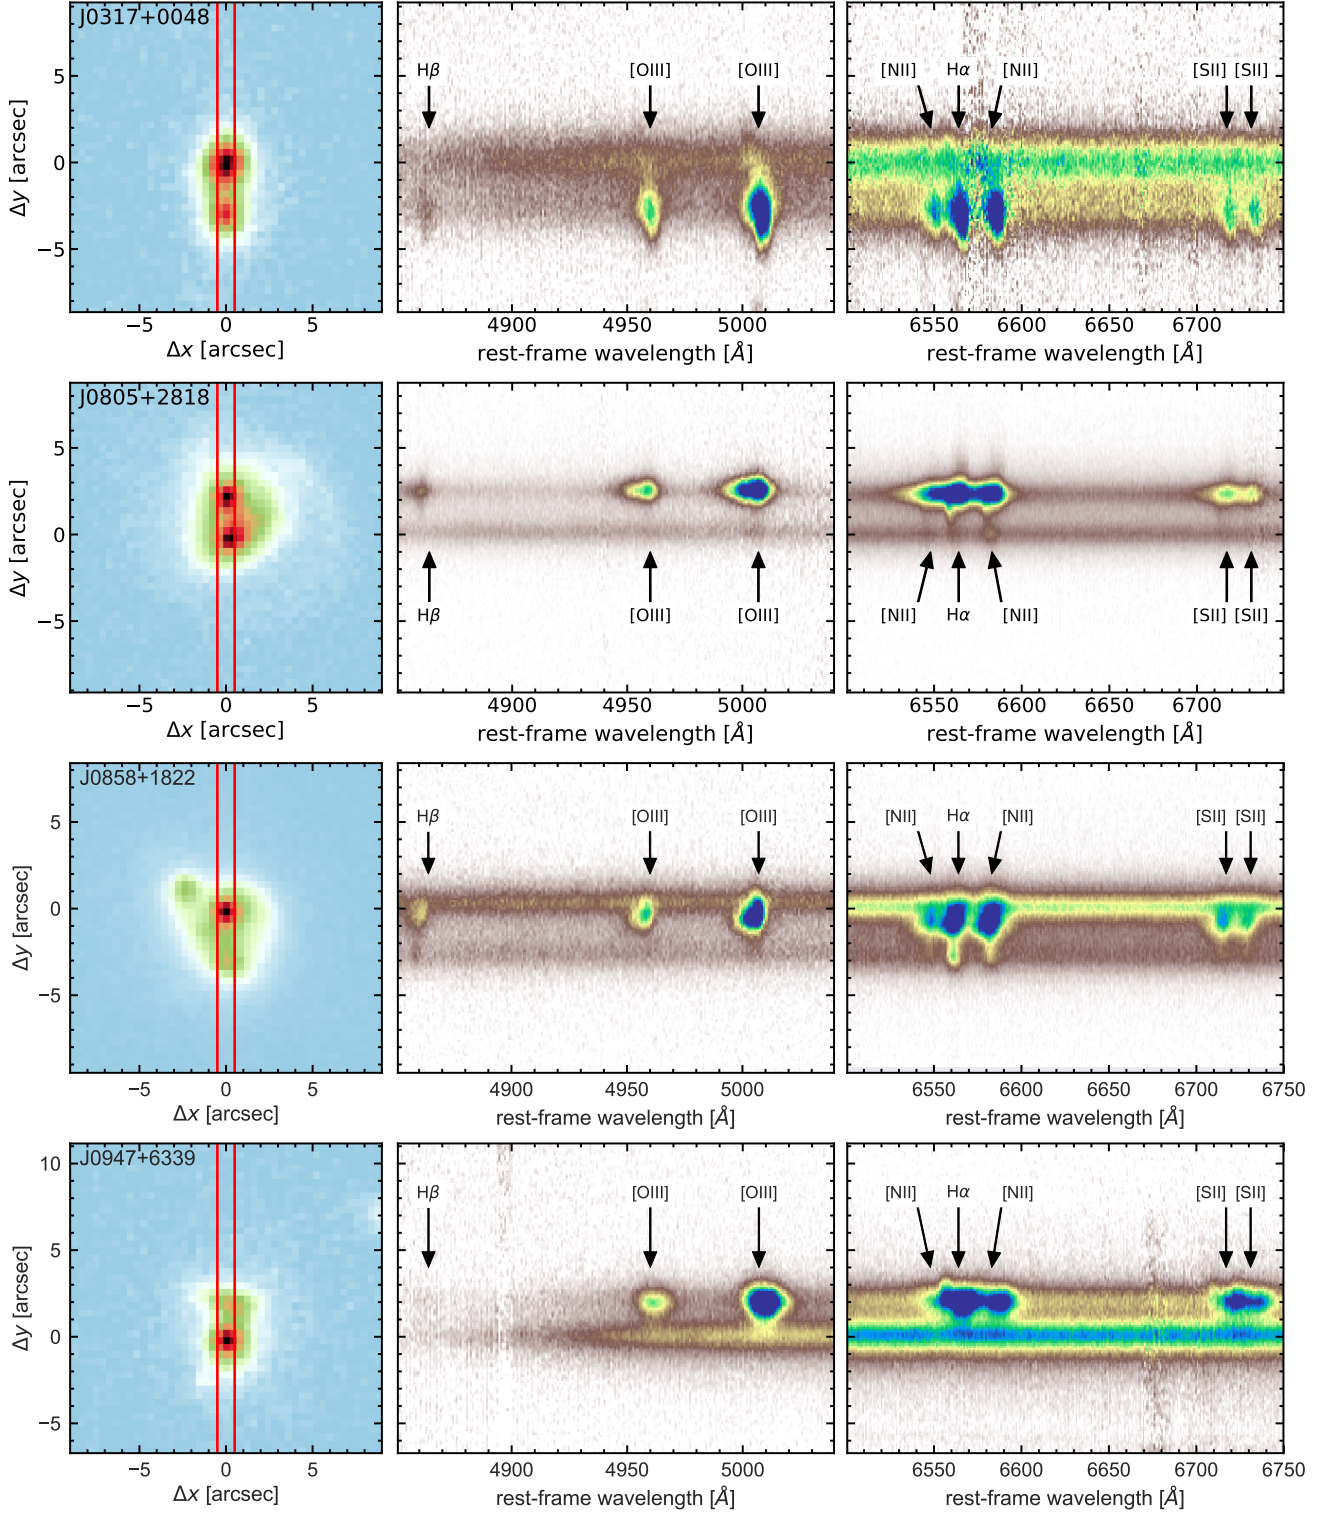 J0317+0048
Hβ [OIII] [OIII]
[NII] Hα [NII] [SII] [SII]
5
0
−5
Δy [arcsec]
−5 0 5
4900 4950 5000
6550 6600 6650 6700
Δx [arcsec]
rest-frame wavelength [Å]
rest-frame wavelength [Å]
J0805+2818
5
0
−5
Δy [arcsec]
Hβ [OIII] [OIII]
[NII] Hα [NII] [SII] [SII]
−5 0 5
4900 4950 5000
6550 6600 6650 6700
Δx [arcsec]
rest-frame wavelength [Å]
rest-frame wavelength [Å]
J0858+1822
Hβ [OIII] [OIII]
[NII] Hα [NII] [SII] [SII]
5
0
−5
Δy [arcsec]
−5 0 5
4900 4950 5000
6550 6600 6650 6700 6750
Δx [arcsec]
rest-frame wavelength [Å]
rest-frame wavelength [Å]
J0947+6339
Hβ [OIII] [OIII]
[NII] Hα [NII] [SII] [SII]
10
5
0
−5
Δy [arcsec]
−5 0 5
4900 4950 5000
6550 6600 6650 6700 6750
Δx [arcsec]
rest-frame wavelength [Å]
rest-frame wavelength [Å]